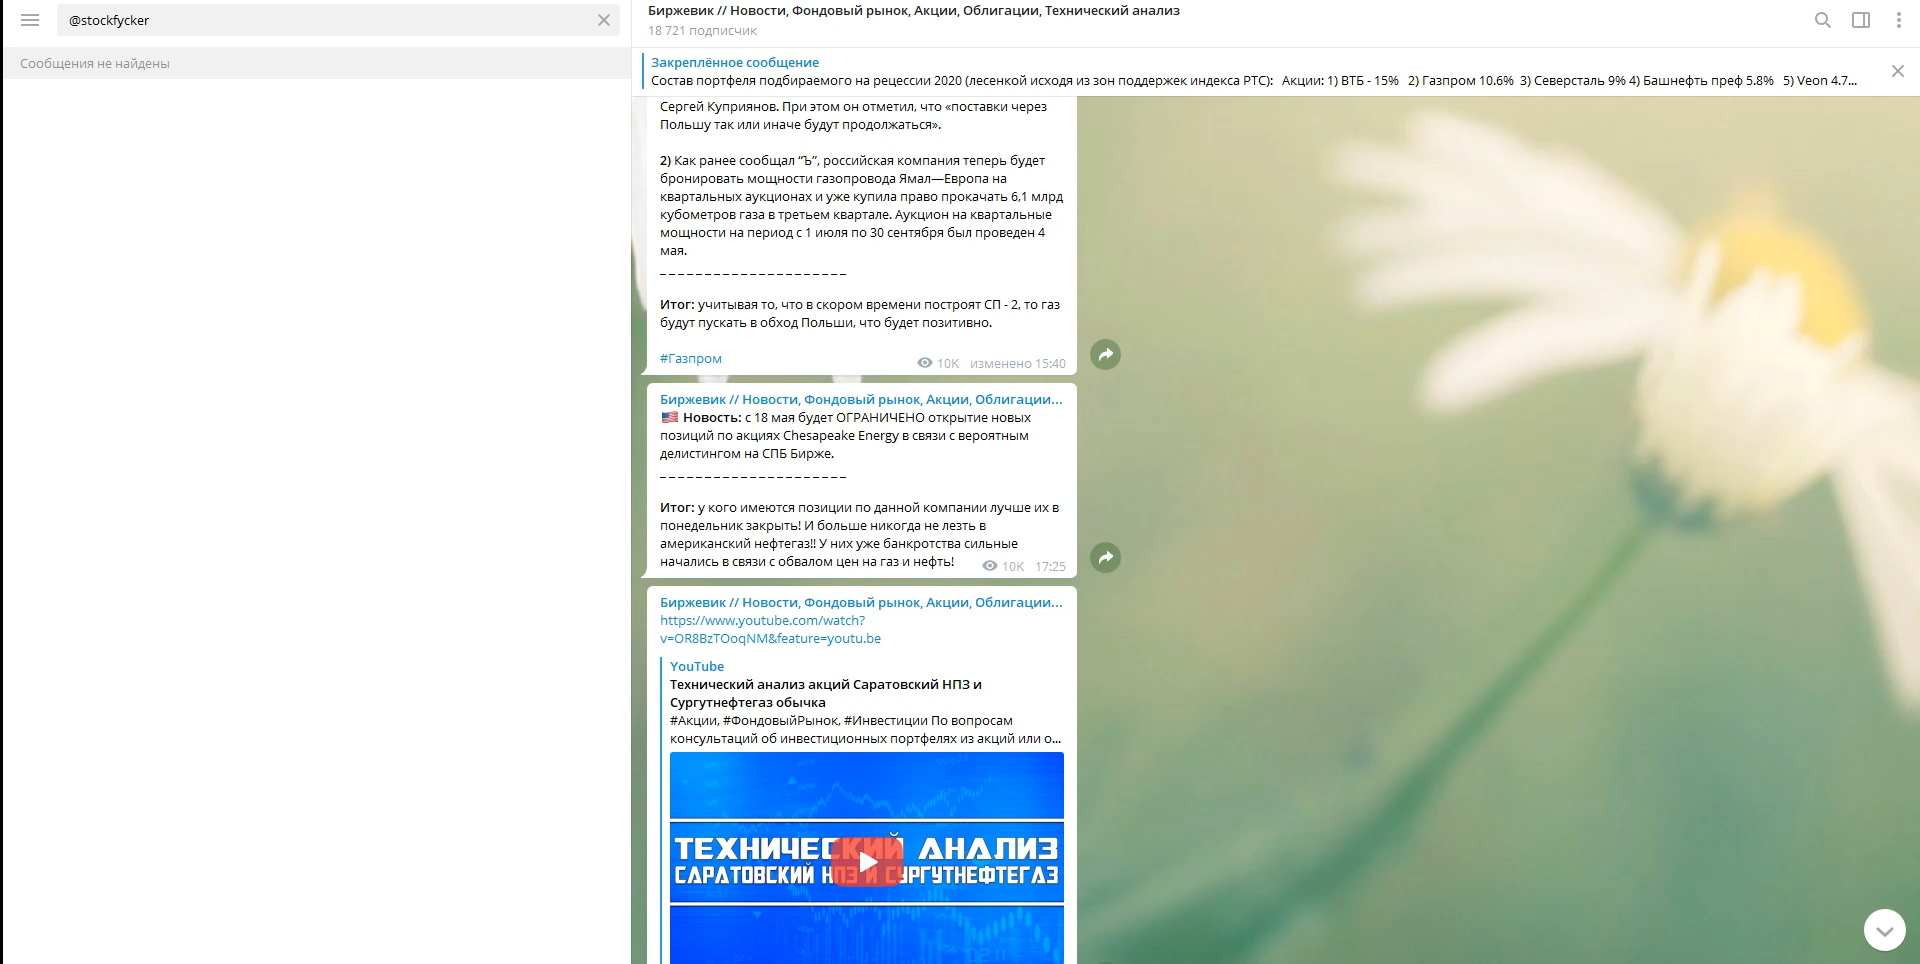 @stockfycker
Сообщения не найдены
Биржевик // Новости, Фондовый рынок, Акции, Облигации, Технический анализ
18 721 подписчик
Закреплённое сообщение
Состав портфеля подбираемого на рецессии 2020 (лесенкой исходя из зон поддержек индекса РТС): Акции: 1) ВТБ - 15% 2) Газпром 10.6% 3) Северсталь 9% 4) Башнефть преф 5.8% 5) Veon 4.7...
Сергей Куприянов. При этом он отметил, что «поставки через
Польшу так или иначе будут продолжаться».
2) Как ранее сообщал “Ъ”, российская компания теперь будет
бронировать мощности газопровода Ямал—Европа на
квартальных аукционах и уже купила право прокачать 6,1 млрд
кубометров газа в третьем квартале. Аукцион на квартальные
мощности на период с 1 июля по 30 сентября был проведен 4
мая.
_ _ _ _ _ _ _ _ _ _ _ _ _ _ _ _ _ _ _ _ _
Итог: учитывая то, что в скором времени построят СП - 2, то газ
будут пускать в обход Польши, что будет позитивно.
#Газпром
10K изменено 15:40
Биржевик // Новости, Фондовый рынок, Акции, Облигации...
Новость: с 18 мая будет ОГРАНИЧЕНО открытие новых
позиций по акциях Chesapeake Energy в связи с вероятным
делистингом на СПБ Бирже.
_ _ _ _ _ _ _ _ _ _ _ _ _ _ _ _ _ _ _ _ _
Итог: у кого имеются позиции по данной компании лучше их в
понедельник закрыть! И больше никогда не лезть в
американский нефтегаз!! У них уже банкротства сильные
начались в связи с обвалом цен на газ и нефть!
10K 17:25
Биржевик // Новости, Фондовый рынок, Акции, Облигации...
https://www.youtube.com/watch?
v=OR8BzTOoqNM&feature=youtu.be
YouTube
Технический анализ акций Саратовский НПЗ и
Сургутнефтегаз обычка
#Акции, #ФондовыйРынок, #Инвестиции По вопросам
консультаций об инвестиционных портфелях из акций или о...
ТЕХНИЧЕСКИЙ АНАЛИЗ
САРАТОВСКИЙ НПЗ И СУРГУТНЕФТЕГАЗ